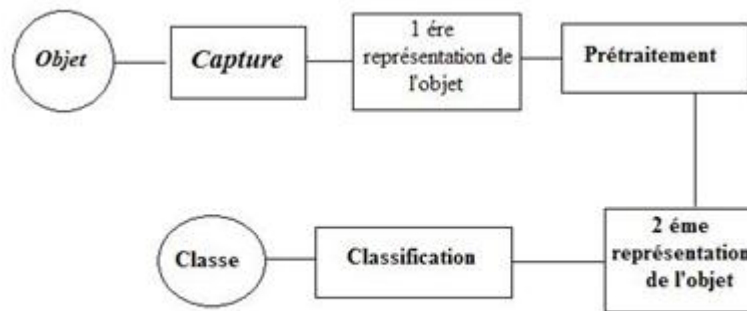 Objet
Capture
1 ére
représentation de
l'objet
Prétraitement
2 éme
représentation
de l'objet
Classification
Classe